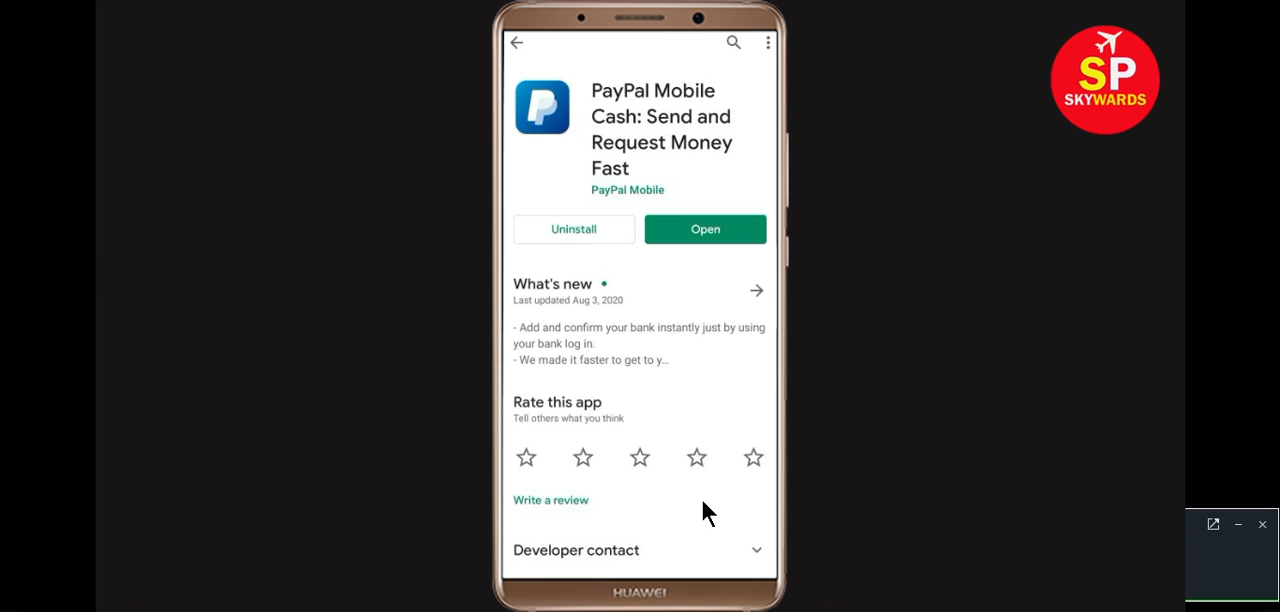 PayPal Mobile
Cash: Send and
Request Money
Fast
PayPal Mobile
Uninstall
Open
What's new
Last updated Aug 3, 2020
- Add and confirm your bank instantly just by using
your bank log in.
- We made it faster to get to y...
Rate this app
Tell others what you think
Write a review
Developer contact
HUAWEI
SP
SKYWARDS